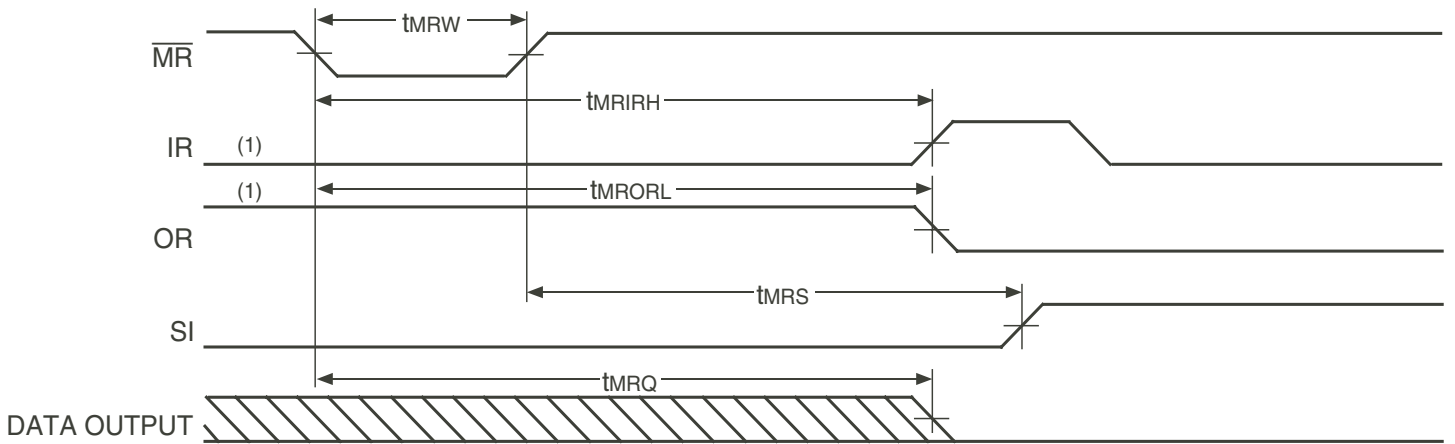 tMRW
MR
tMRIRH
IR (1)
(1) tMRORL
OR
tMRS
SI
tMRQ
DATA OUTPUT